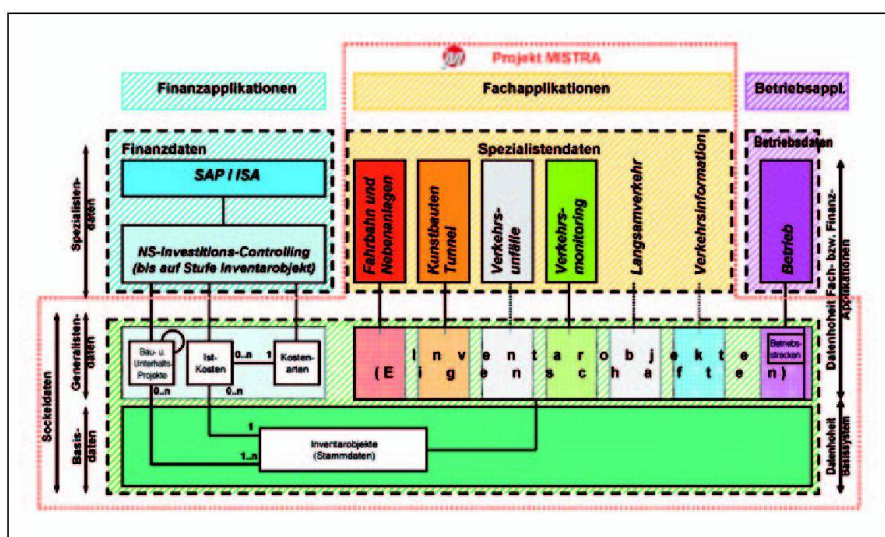 Projekt MISTRA
Finanzapplikationen
Fachapplikationen
Betriebsappl.
Finanzdaten
SAP / ISA
NS-Investitions-Controlling
(bis auf Stufe Inventarobjekt)
Spezialistendaten
Fahrbahn und
Nebenanlagen
Kunstbauten
Tunnel
Verkehrs-
unfälle
Verkehrs-
monitoring
Langsamverkehr
Verkehrsinformation
Betriebsdaten
Betrieb
Spezialisten-
daten
Generalisten-
daten
Basis-
daten
Sockeldaten
Bau- u.
Unterhalts-
Projekte
0..n
Ist-
Kosten
0..n
0..n 1
Kosten-
arten
Inventarobjekte
(Eigenschaften)
Betriebs-
strecken
1
1..n
Inventarobjekte
(Stammdaten)
Datenhoheit Fach- bzw. Finanz-
Applikationen
Datenhoheit
Basissystem